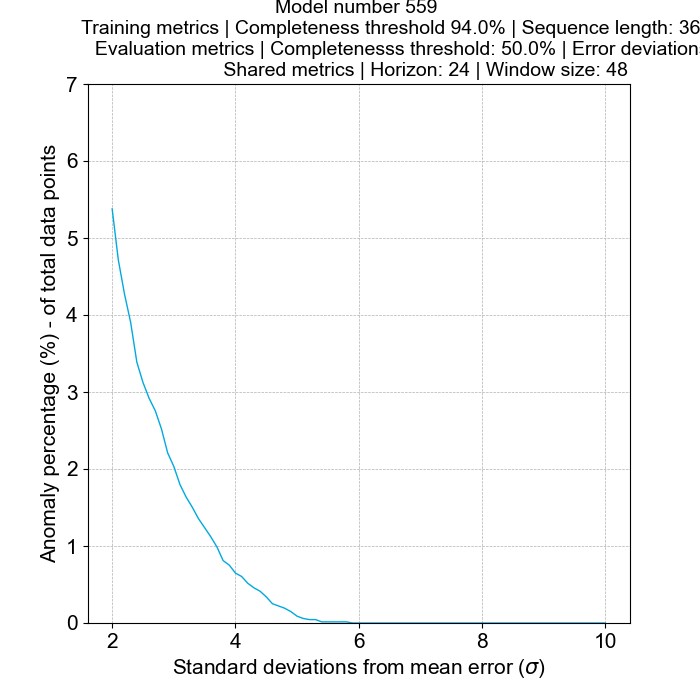 Model number 559
Training metrics | Completeness threshold 94.0% | Sequence length: 36
Evaluation metrics | Completenesss threshold: 50.0% | Error deviation
Shared metrics | Horizon: 24 | Window size: 48
7
6
5
4
3
2
1
0
Anomaly percentage (%) - of total data points
2 4 6 8 10
Standard deviations from mean error (σ)